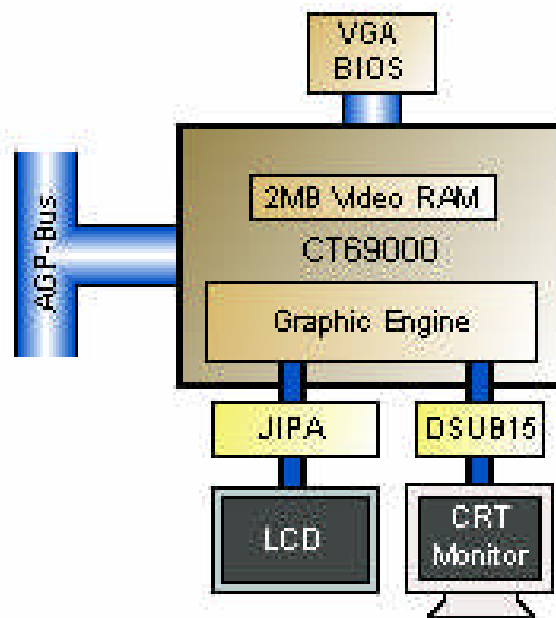 VGA
BIOS
AGP-Bus
2MB Video RAM
CT69000
Graphic Engine
JIPA
DSUB15
LCD
CRT
Monitor